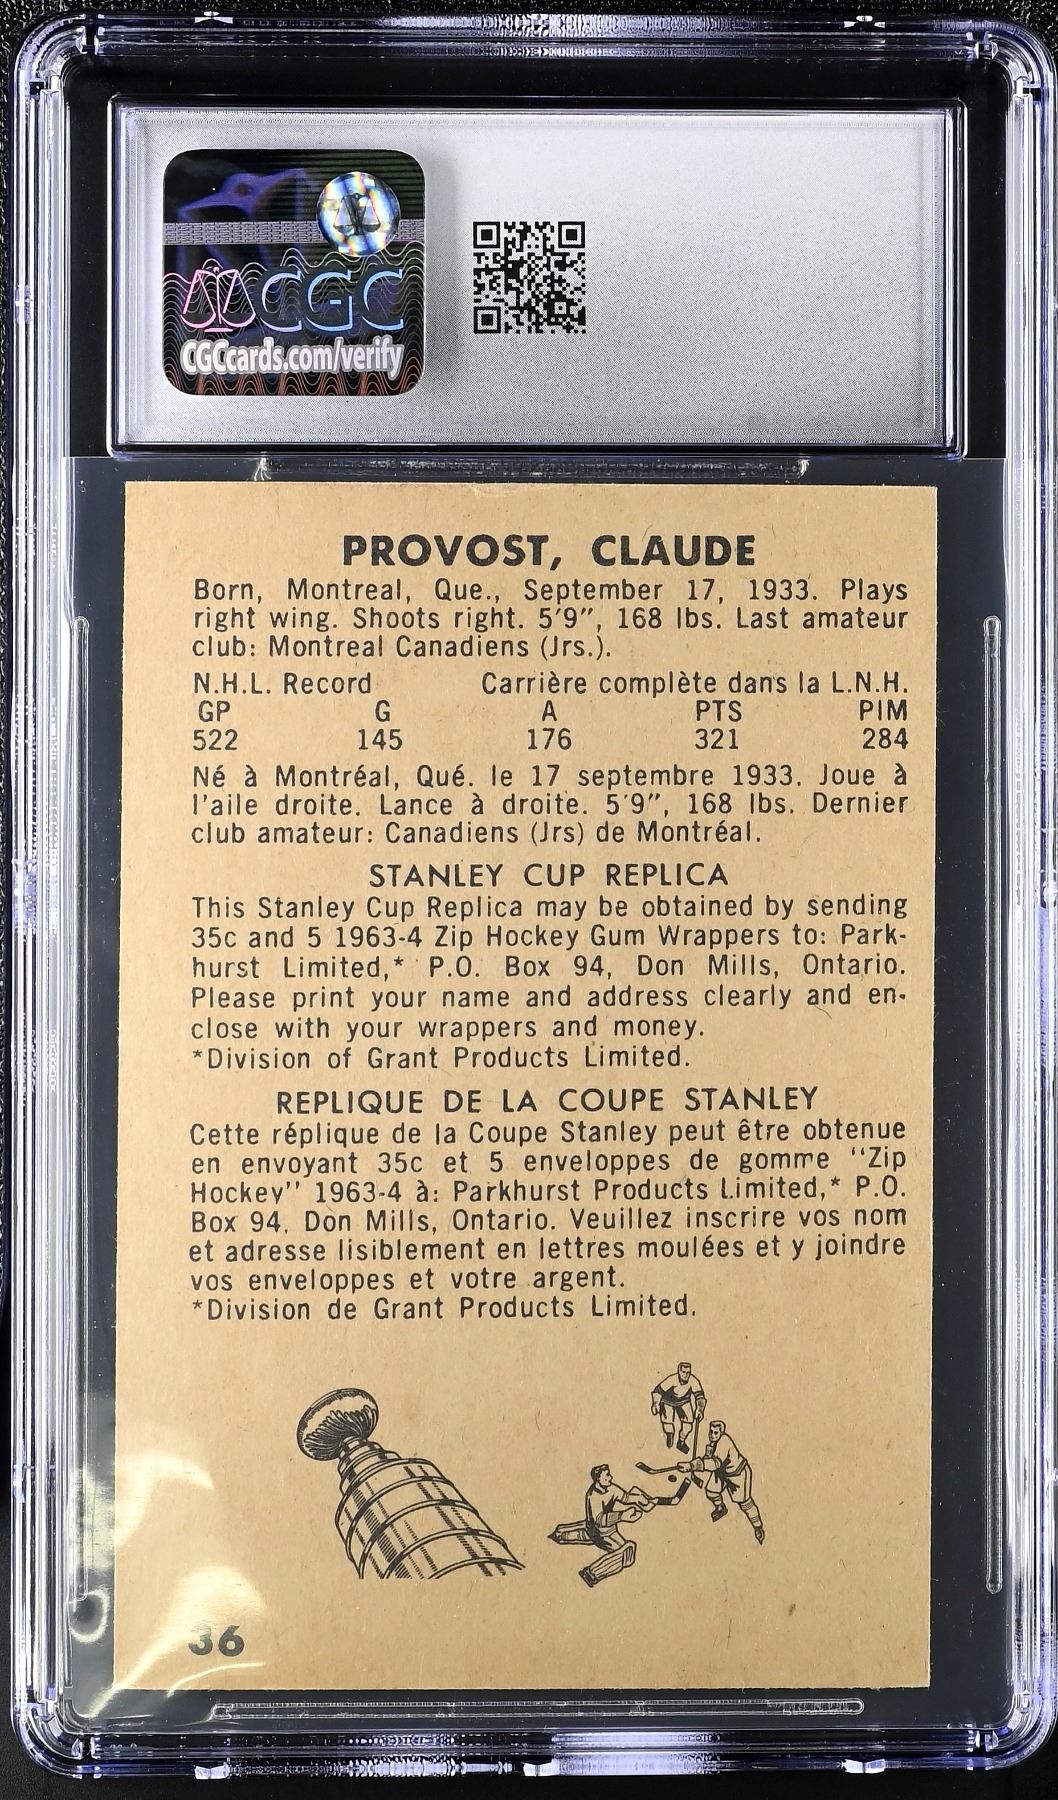 CGC
CGCcards.com/verify
PROVOST, CLAUDE
Born, Montreal, Que., September 17, 1933. Plays
right wing. Shoots right. 5'9", 168 lbs. Last amateur
club: Montreal Canadiens (Jrs.).
N.H.L. Record Carrière complète dans la L.N.H.
GP G A PTS PIM
522 145 176 321 284
Né à Montréal, Qué. le 17 septembre 1933. Joue à
l'aile droite. Lance à droite. 5'9", 168 lbs. Dernier
club amateur: Canadiens (Jrs) de Montréal.
STANLEY CUP REPLICA
This Stanley Cup Replica may be obtained by sending
35c and 5 1963-4 Zip Hockey Gum Wrappers to: Park-
hurst Limited,* P.O. Box 94, Don Mills, Ontario.
Please print your name and address clearly and en-
close with your wrappers and money.
*Division of Grant Products Limited.
REPLIQUE DE LA COUPE STANLEY
Cette réplique de la Coupe Stanley peut être obtenue
en envoyant 35c et 5 enveloppes de gomme "Zip
Hockey" 1963-4 à: Parkhurst Products Limited,* P.O.
Box 94, Don Mills, Ontario. Veuillez inscrire vos nom
et adresse lisiblement en lettres moulées et y joindre
vos enveloppes et votre argent.
*Division de Grant Products Limited.
36